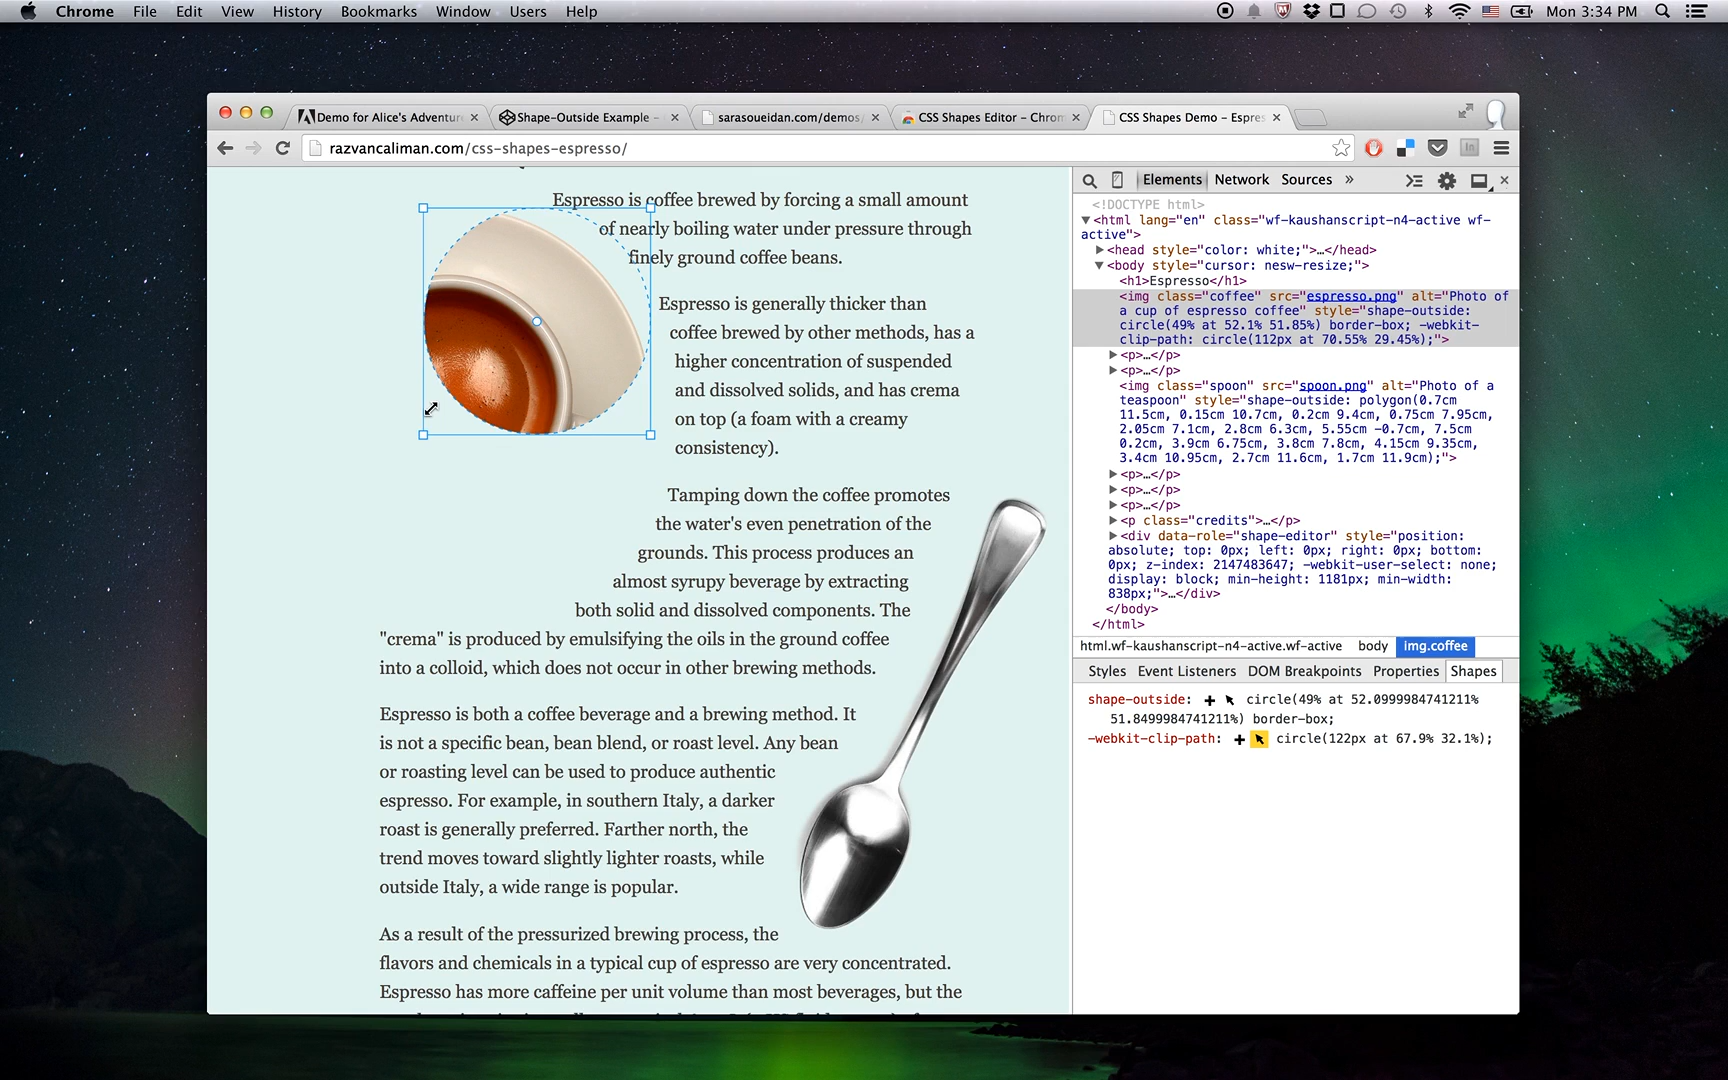 Chrome File Edit View History Bookmarks Window Users Help Mon 3:34 PM
Demo for Alice's Adventur
Shape-Outside Example –
sarasoueidan.com/demos/
CSS Shapes Editor – Chrom
CSS Shapes Demo – Espres
razvancaliman.com/css-shapes-espresso/
Espresso is coffee brewed by forcing a small amount
of nearly boiling water under pressure through
finely ground coffee beans.
Espresso is generally thicker than
coffee brewed by other methods, has a
higher concentration of suspended
and dissolved solids, and has crema
on top (a foam with a creamy
consistency).
Tamping down the coffee promotes
the water's even penetration of the
grounds. This process produces an
almost syrupy beverage by extracting
both solid and dissolved components. The
"crema" is produced by emulsifying the oils in the ground coffee
into a colloid, which does not occur in other brewing methods.
Espresso is both a coffee beverage and a brewing method. It
is not a specific bean, bean blend, or roast level. Any bean
or roasting level can be used to produce authentic
espresso. For example, in southern Italy, a darker
roast is generally preferred. Farther north, the
trend moves toward slightly lighter roasts, while
outside Italy, a wide range is popular.
As a result of the pressurized brewing process, the
flavors and chemicals in a typical cup of espresso are very concentrated.
Espresso has more caffeine per unit volume than most beverages, but the
Elements Network Sources »
<!DOCTYPE html>
<html lang="en" class="wf-kaushanscript-n4-active wf-
active">
<head style="color: white;">…</head>
<body style="cursor: nesw-resize;">
<h1>Espresso</h1>
<img class="coffee" src="espresso.png" alt="Photo of
a cup of espresso coffee" style="shape-outside:
circle(49% at 52.1% 51.85%) border-box; -webkit-
clip-path: circle(112px at 70.55% 29.45%);">
<p>…</p>
<p>…</p>
<img class="spoon" src="spoon.png" alt="Photo of a
teaspoon" style="shape-outside: polygon(0.7cm
11.5cm, 0.15cm 10.7cm, 0.2cm 9.4cm, 0.75cm 7.95cm,
2.05cm 7.1cm, 2.8cm 6.3cm, 5.55cm -0.7cm, 7.5cm
0.2cm, 3.9cm 6.75cm, 3.8cm 7.8cm, 4.15cm 9.35cm,
3.4cm 10.95cm, 2.7cm 11.6cm, 1.7cm 11.9cm);">
<p>…</p>
<p>…</p>
<p>…</p>
<p class="credits">…</p>
<div data-role="shape-editor" style="position:
absolute; top: 0px; left: 0px; right: 0px; bottom:
0px; z-index: 2147483647; -webkit-user-select: none;
display: block; min-height: 1181px; min-width:
838px;">…</div>
</body>
</html>
html.wf-kaushanscript-n4-active.wf-active body img.coffee
Styles Event Listeners DOM Breakpoints Properties Shapes
shape-outside: circle(49% at 52.0999984741211%
51.8499984741211%) border-box;
-webkit-clip-path: circle(122px at 67.9% 32.1%);